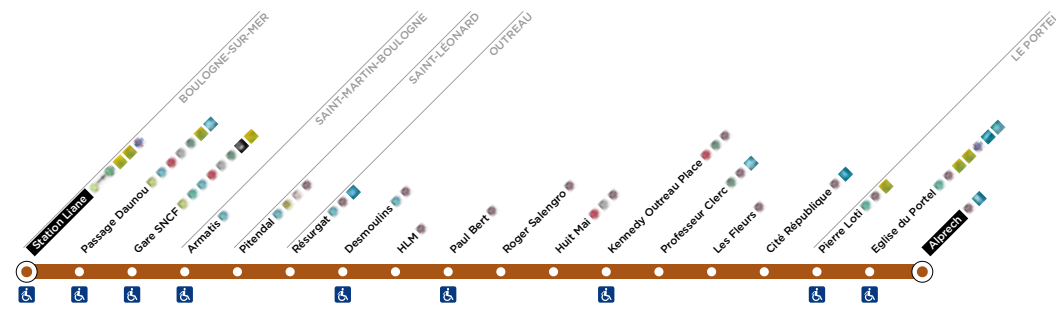 BOULOGNE-SUR-MER
SAINT-MARTIN-BOULOGNE
SAINT-LÉONARD
OUTREAU
LE PORTEL
Station Liane
Passage Daunou
Gare SNCF
Armatis
Pitendal
Résurgat
Desmoulins
HLM
Paul Bert
Roger Salengro
Huit Mai
Kennedy Outreau Place
Professeur Clerc
Les Fleurs
Cité République
Pierre Loti
Eglise du Portel
Alprech